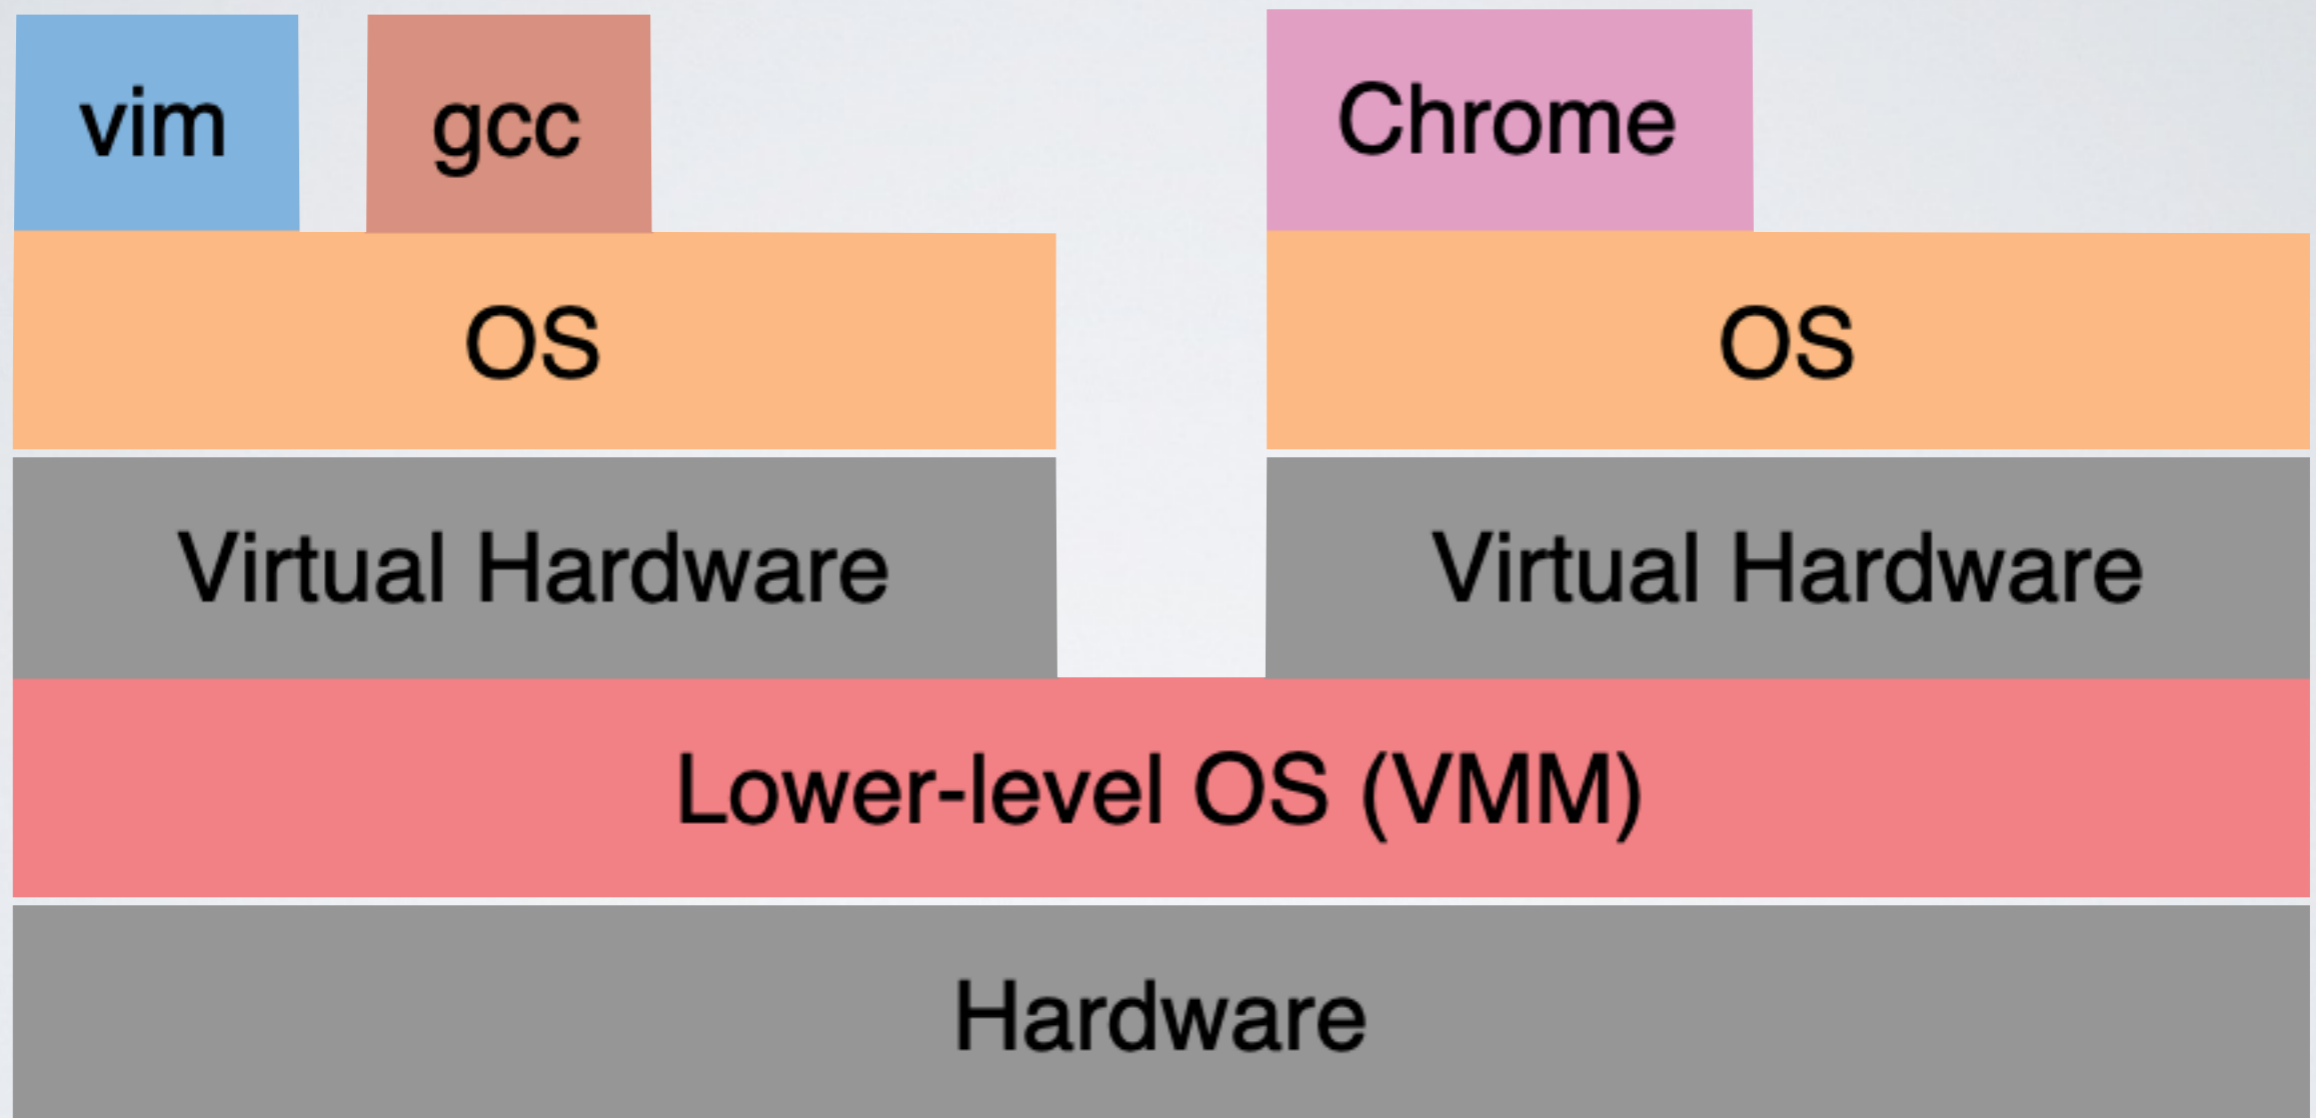 vim
gcc
Chrome
OS
OS
Virtual Hardware
Virtual Hardware
Lower-level OS (VMM)
Hardware